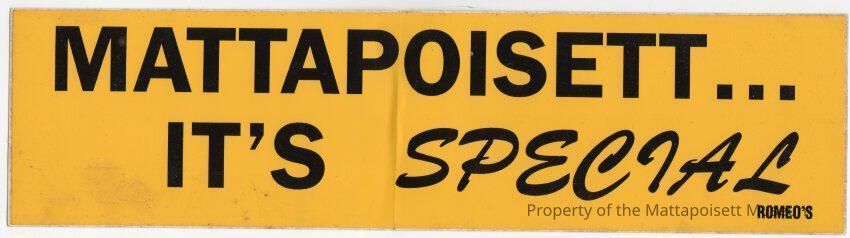 MATTAPOISETT...
IT'S SPECIAL
Property of the Mattapoisett
ROMEO'S